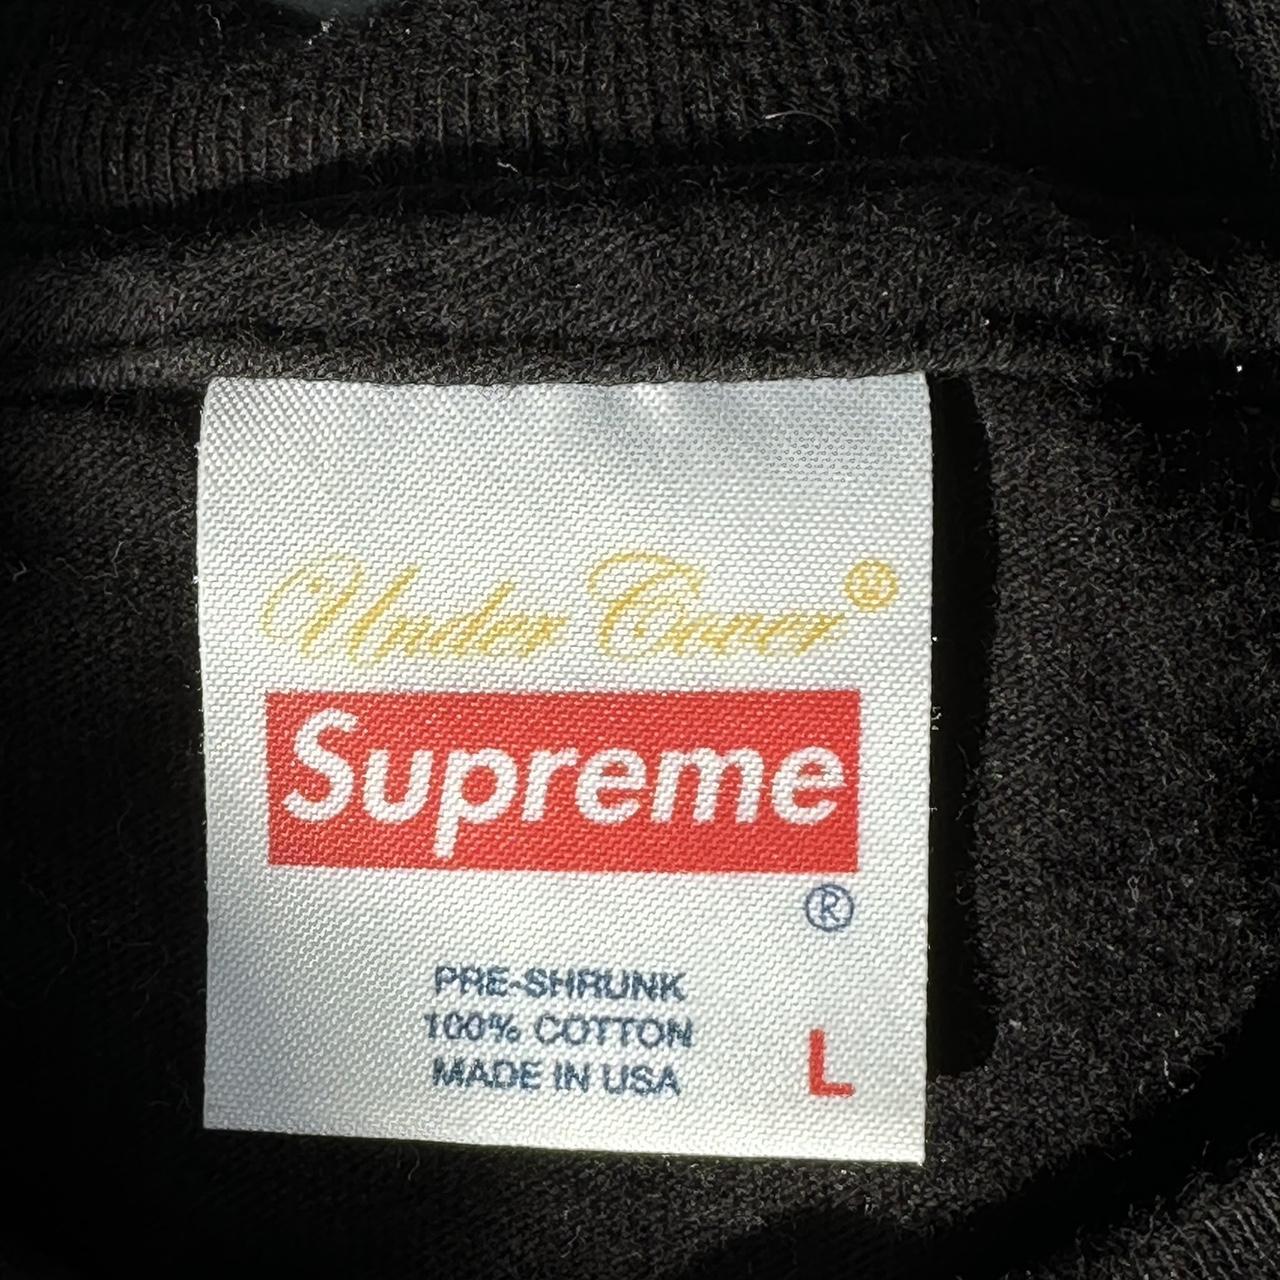 Under Cover
Supreme
®
PRE-SHRUNK
100% COTTON
MADE IN USA
L